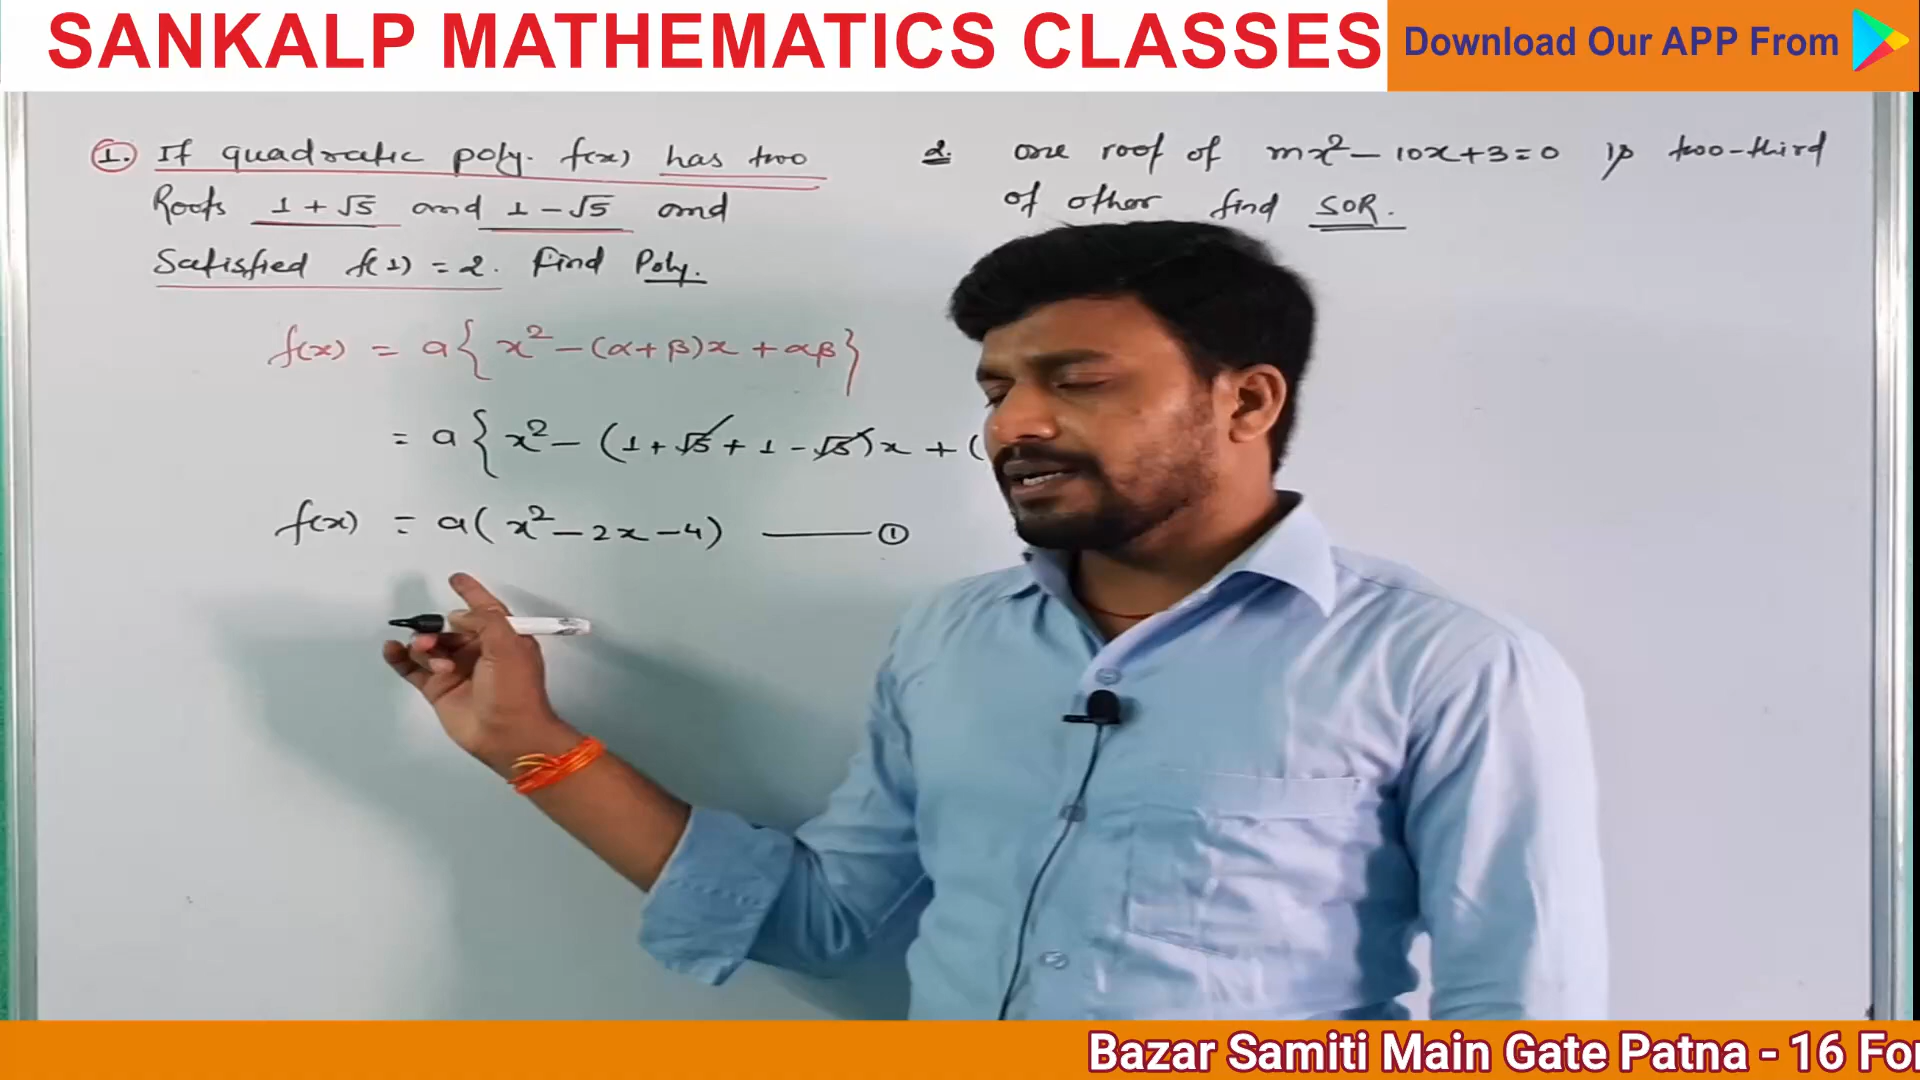 SANKALP MATHEMATICS CLASSES
Download Our APP From
1. If quadratic poly. f(x) has two
Roots 1+√5 and 1-√5 and
Satisfied f(1) = 2. Find Poly.
f(x) = a{x² - (α+β)x + αβ}
= a{x² - (1+√5+1-√5)x + (
f(x) = a(x² - 2x - 4) ——— ①
2. one roof of mx² - 10x + 3 = 0 is two-third
of other find SOR.
Bazar Samiti Main Gate Patna - 16 For